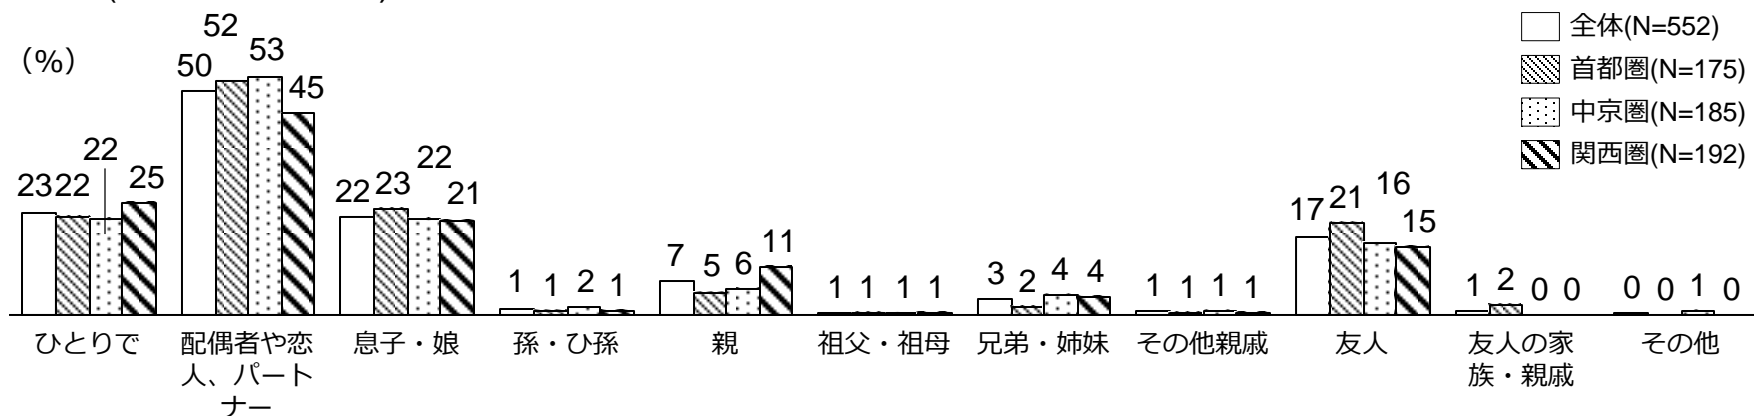 (%)
全体(N=552)
首都圏(N=175)
中京圏(N=185)
関西圏(N=192)
23 22 22 25
50 52 53 45
22 23 22 21
1 1 2 1
7 5 6 11
1 1 1 1
3 2 4 4
1 1 1 1
17 21 16 15
1 2 0 0
0 0 1 0
ひとりで
配偶者や恋
人、パート
ナー
息子・娘
孫・ひ孫
親
祖父・祖母
兄弟・姉妹
その他親戚
友人
友人の家
族・親戚
その他